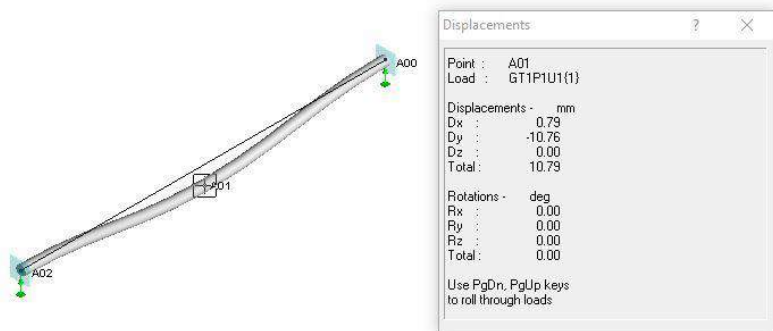 A00
A01
A02
Displacements ?
Point : A01
Load : GT1P1U1{1}
Displacements - mm
Dx : 0.79
Dy : -10.76
Dz : 0.00
Total : 10.79
Rotations - deg
Rx : 0.00
Ry : 0.00
Rz : 0.00
Total : 0.00
Use PgDn, PgUp keys
to roll through loads